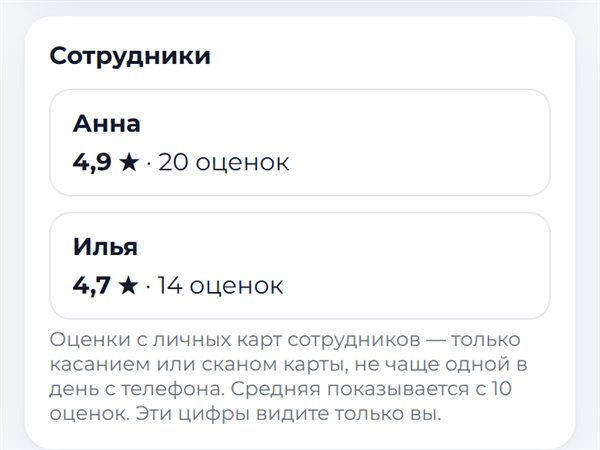 Сотрудники
Анна
4,9 ★ · 20 оценок
Илья
4,7 ★ · 14 оценок
Оценки с личных карт сотрудников — только
касанием или сканом карты, не чаще одной в
день с телефона. Средняя показывается с 10
оценок. Эти цифры видите только вы.